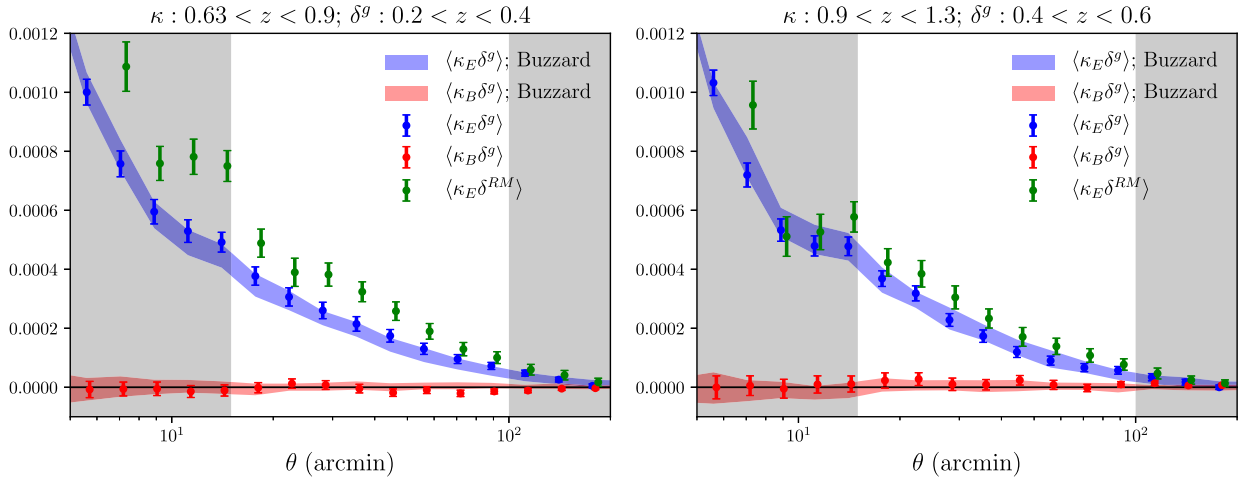 κ : 0.63 < z < 0.9; δ^g : 0.2 < z < 0.4
0.0012
0.0010
0.0008
0.0006
0.0004
0.0002
0.0000
⟨κ_E δ^g⟩; Buzzard
⟨κ_B δ^g⟩; Buzzard
⟨κ_E δ^g⟩
⟨κ_B δ^g⟩
⟨κ_E δ^{RM}⟩
10^1
10^2
θ (arcmin)
κ : 0.9 < z < 1.3; δ^g : 0.4 < z < 0.6
0.0012
0.0010
0.0008
0.0006
0.0004
0.0002
0.0000
⟨κ_E δ^g⟩; Buzzard
⟨κ_B δ^g⟩; Buzzard
⟨κ_E δ^g⟩
⟨κ_B δ^g⟩
⟨κ_E δ^{RM}⟩
10^1
10^2
θ (arcmin)